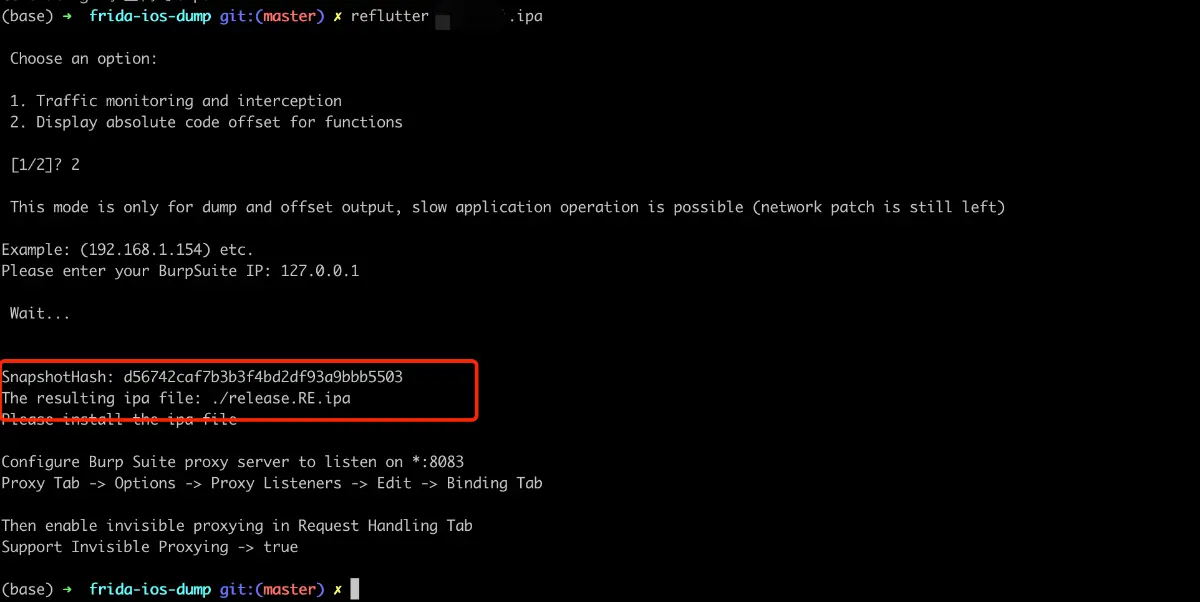 (base) ➜ frida-ios-dump git:(master) ✗ reflutter .ipa
Choose an option:
1. Traffic monitoring and interception
2. Display absolute code offset for functions
[1/2]? 2
This mode is only for dump and offset output, slow application operation is possible (network patch is still left)
Example: (192.168.1.154) etc.
Please enter your BurpSuite IP: 127.0.0.1
Wait...
SnapshotHash: d56742caf7b3b3f4bd2df93a9bbb5503
The resulting ipa file: ./release.RE.ipa
Please install the ipa file
Configure Burp Suite proxy server to listen on *:8083
Proxy Tab -> Options -> Proxy Listeners -> Edit -> Binding Tab
Then enable invisible proxying in Request Handling Tab
Support Invisible Proxying -> true
(base) ➜ frida-ios-dump git:(master) ✗